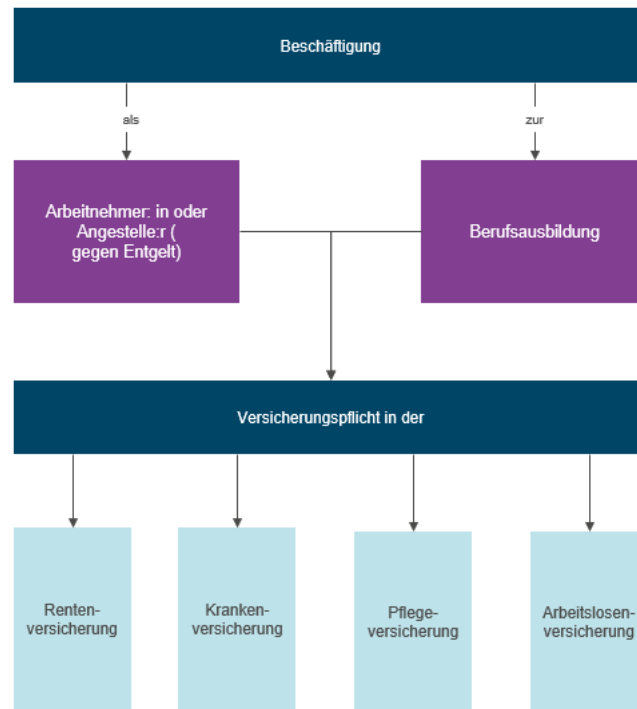 Beschäftigung
als
zur
Arbeitnehmer: in oder
Angestelle:r (
gegen Entgelt)
Berufsausbildung
Versicherungspflicht in der
Renten-
versicherung
Kranken-
versicherung
Pflege-
versicherung
Arbeitslosen-
versicherung